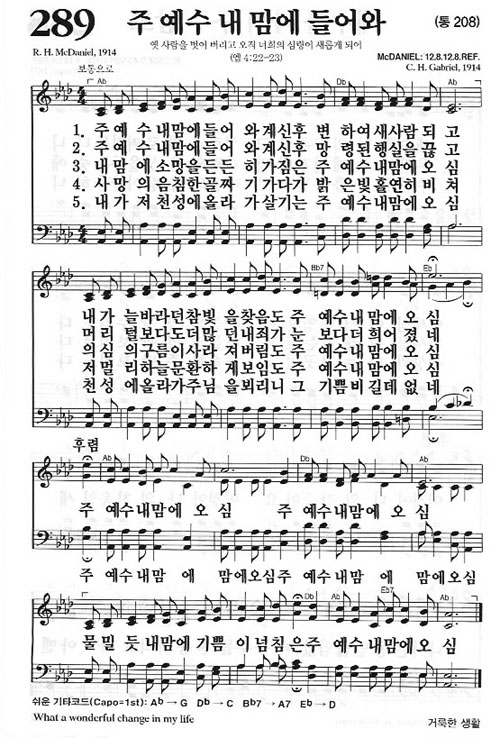 289 주 예수 내 맘에 들어와 (통 208)
옛 사람을 벗어 버리고 오직 너희의 심령이 새롭게 되어
R. H. McDaniel, 1914 (엡 4:22-23) McDANIEL: 12.8.12.8.REF.
보통으로 C. H. Gabriel, 1914
Ab Db Ab
1. 주 예 수 내맘에들어 와계신후 변 하여새사람 되 고
2. 주 예 수 내맘에들어 와계신후 망 령된행실을 끊 고
3. 내 맘 에 소망을든든 히가짐은 주 예수내맘에 오 심
4. 사 망 의 음침한골짜 기가다가 밝 은빛홀연히 비 쳐
5. 내 가 저 천성에올라 가살기는 주 예수내맘에 오 심
Bb7 Eb
내 가 늘바라던참빛 을찾음도 주 예수내맘에 오 심
머 리 털보다도더많 던내죄가 눈 보다더희어 졌 네
의 심 의구름이사라 져버림도 주 예수내맘에 오 심
저 멀 리하늘문환하 게보임도 주 예수내맘에 오 심
천 성 에올라가주님 을뵈리니 그 기쁨비길데 없 네
후렴
Ab Db Ab
주 예수내맘에 오 심 주 예수내맘에 오 심
주 예수내 맘 에 맘에오심주 예수내 맘 에 맘에오심
Db Ab Eb7 Ab
물 밀 듯 내맘에 기쁨 이 넘침은 주 예수내맘에 오 심
쉬운 기타코드(Capo=1st): Ab→G Db→C Bb7→A7 Eb→D
What a wonderful change in my life 거룩한 생활